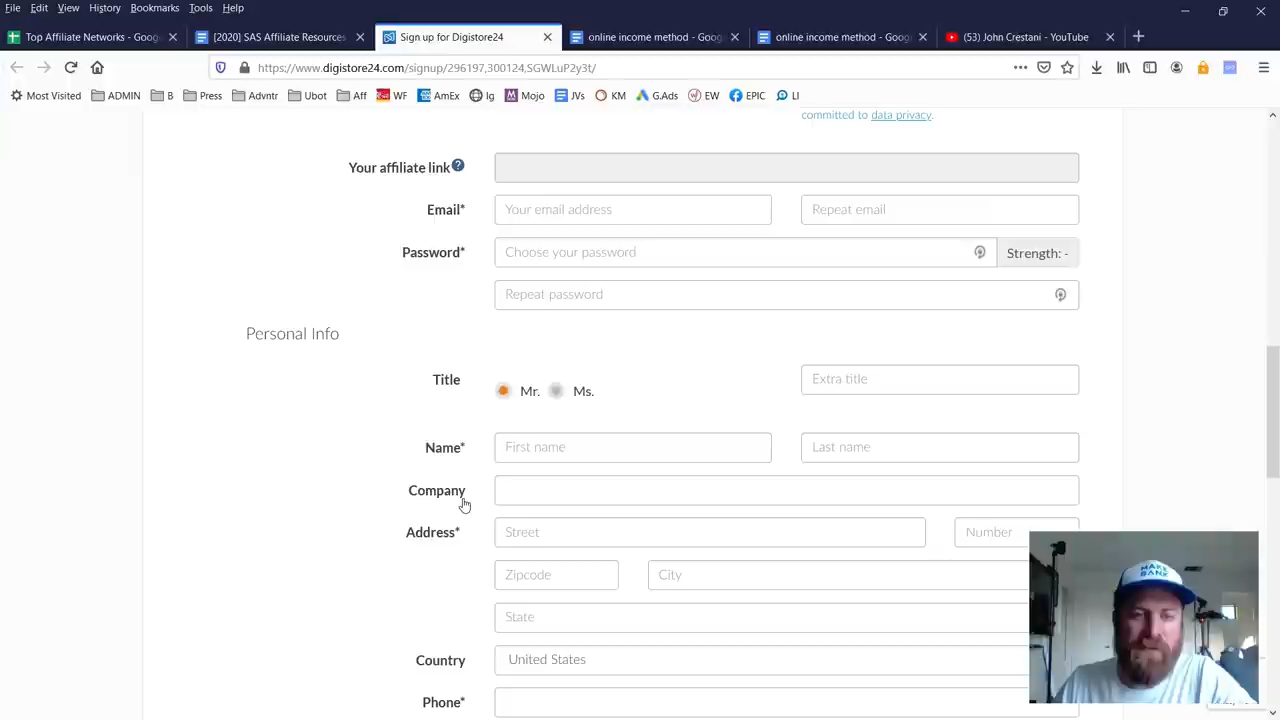 File Edit View History Bookmarks Tools Help
Top Affiliate Networks - Goog [2020] SAS Affiliate Resources Sign up for Digistore24 online income method - Googl online income method - Googl (53) John Crestani - YouTube
https://www.digistore24.com/signup/296197,300124,SGWLuP2y3t/
Most Visited ADMIN B Press Advntr Ubot Aff WF AmEx Ig Mojo JVs KM G.Ads EW EPIC LI
committed to data privacy.
Your affiliate link ?
Email* Your email address Repeat email
Password* Choose your password Strength: -
Repeat password
Personal Info
Title Mr. Ms. Extra title
Name* First name Last name
Company
Address* Street Number
Zipcode City
State
Country United States
Phone*
MAKE
BANK